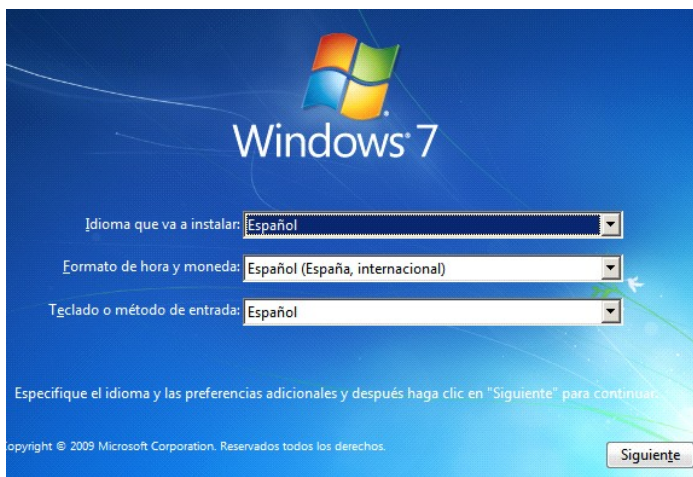 Windows® 7
Idioma que va a instalar: Español
Formato de hora y moneda: Español (España, internacional)
Teclado o método de entrada: Español
Especifique el idioma y las preferencias adicionales y después haga clic en "Siguiente" para continuar.
opyright © 2009 Microsoft Corporation. Reservados todos los derechos.
Siguiente